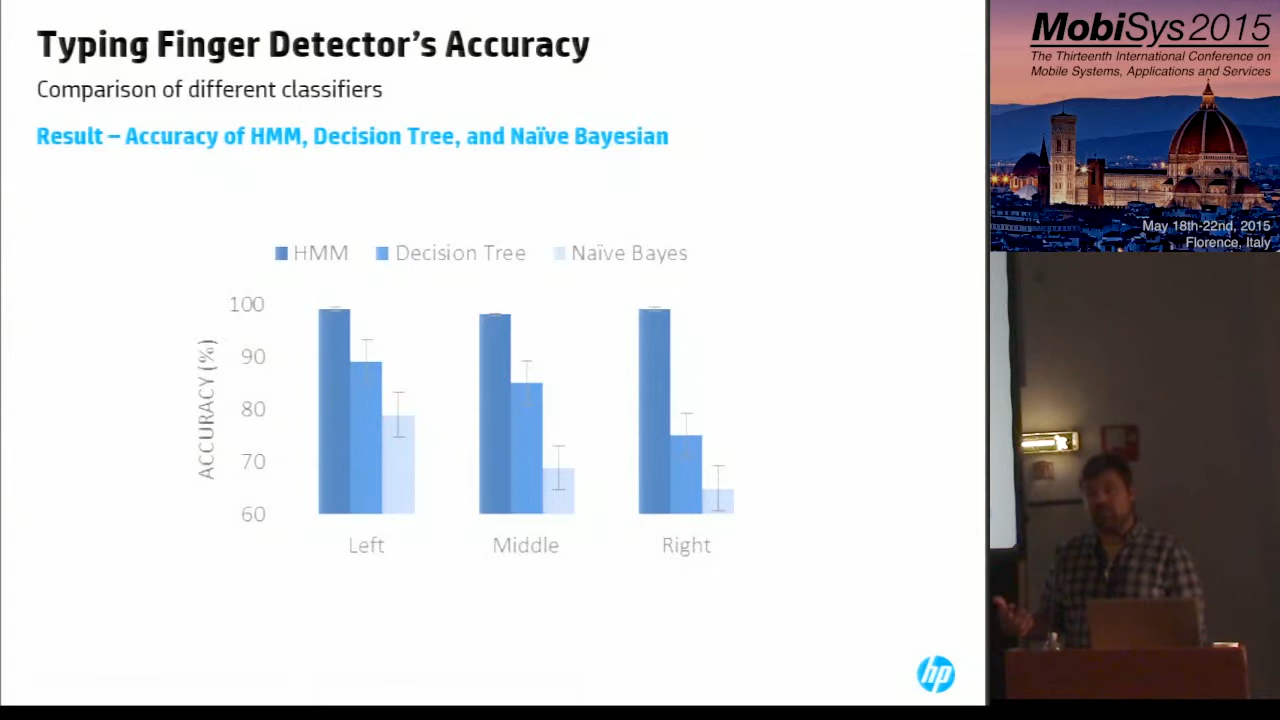 Typing Finger Detector's Accuracy
Comparison of different classifiers
Result – Accuracy of HMM, Decision Tree, and Naïve Bayesian
HMM Decision Tree Naïve Bayes
ACCURACY (%)
100
90
80
70
60
Left Middle Right
hp
MobiSys 2015
The Thirteenth International Conference on
Mobile Systems, Applications and Services
May 18th-22nd, 2015
Florence, Italy